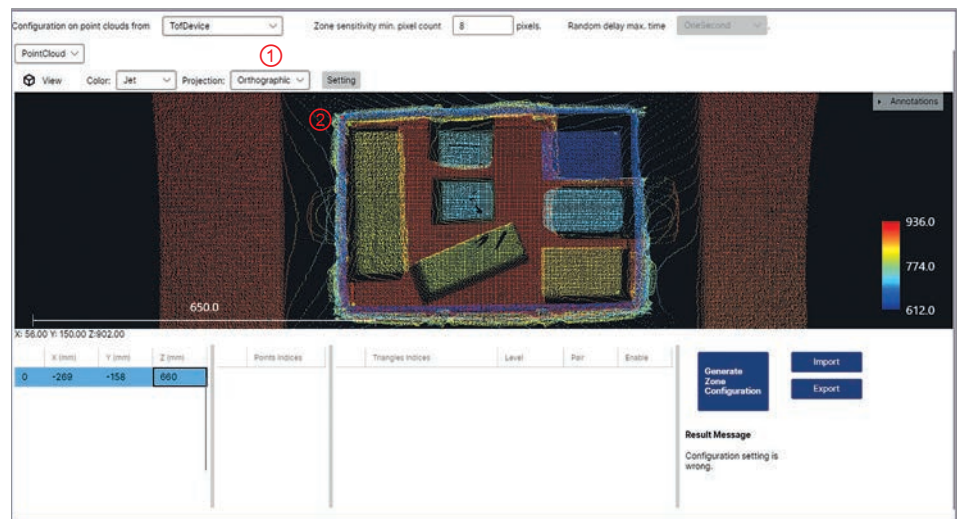 Configuration on point clouds from TofDevice Zone sensitivity min. pixel count 8 pixels. Random delay max. time OneSecond
PointCloud
①
View Color: Jet Projection: Orthographic Setting
②
Annotations
936.0
774.0
612.0
650.0
X: 56.00 Y: 150.00 Z:902.00
X (mm) Y (mm) Z (mm) Points Indices Triangles Indices Level Pair Enable
0 -269 -158 660
Generate
Zone
Configuration
Import
Export
Result Message
Configuration setting is
wrong.